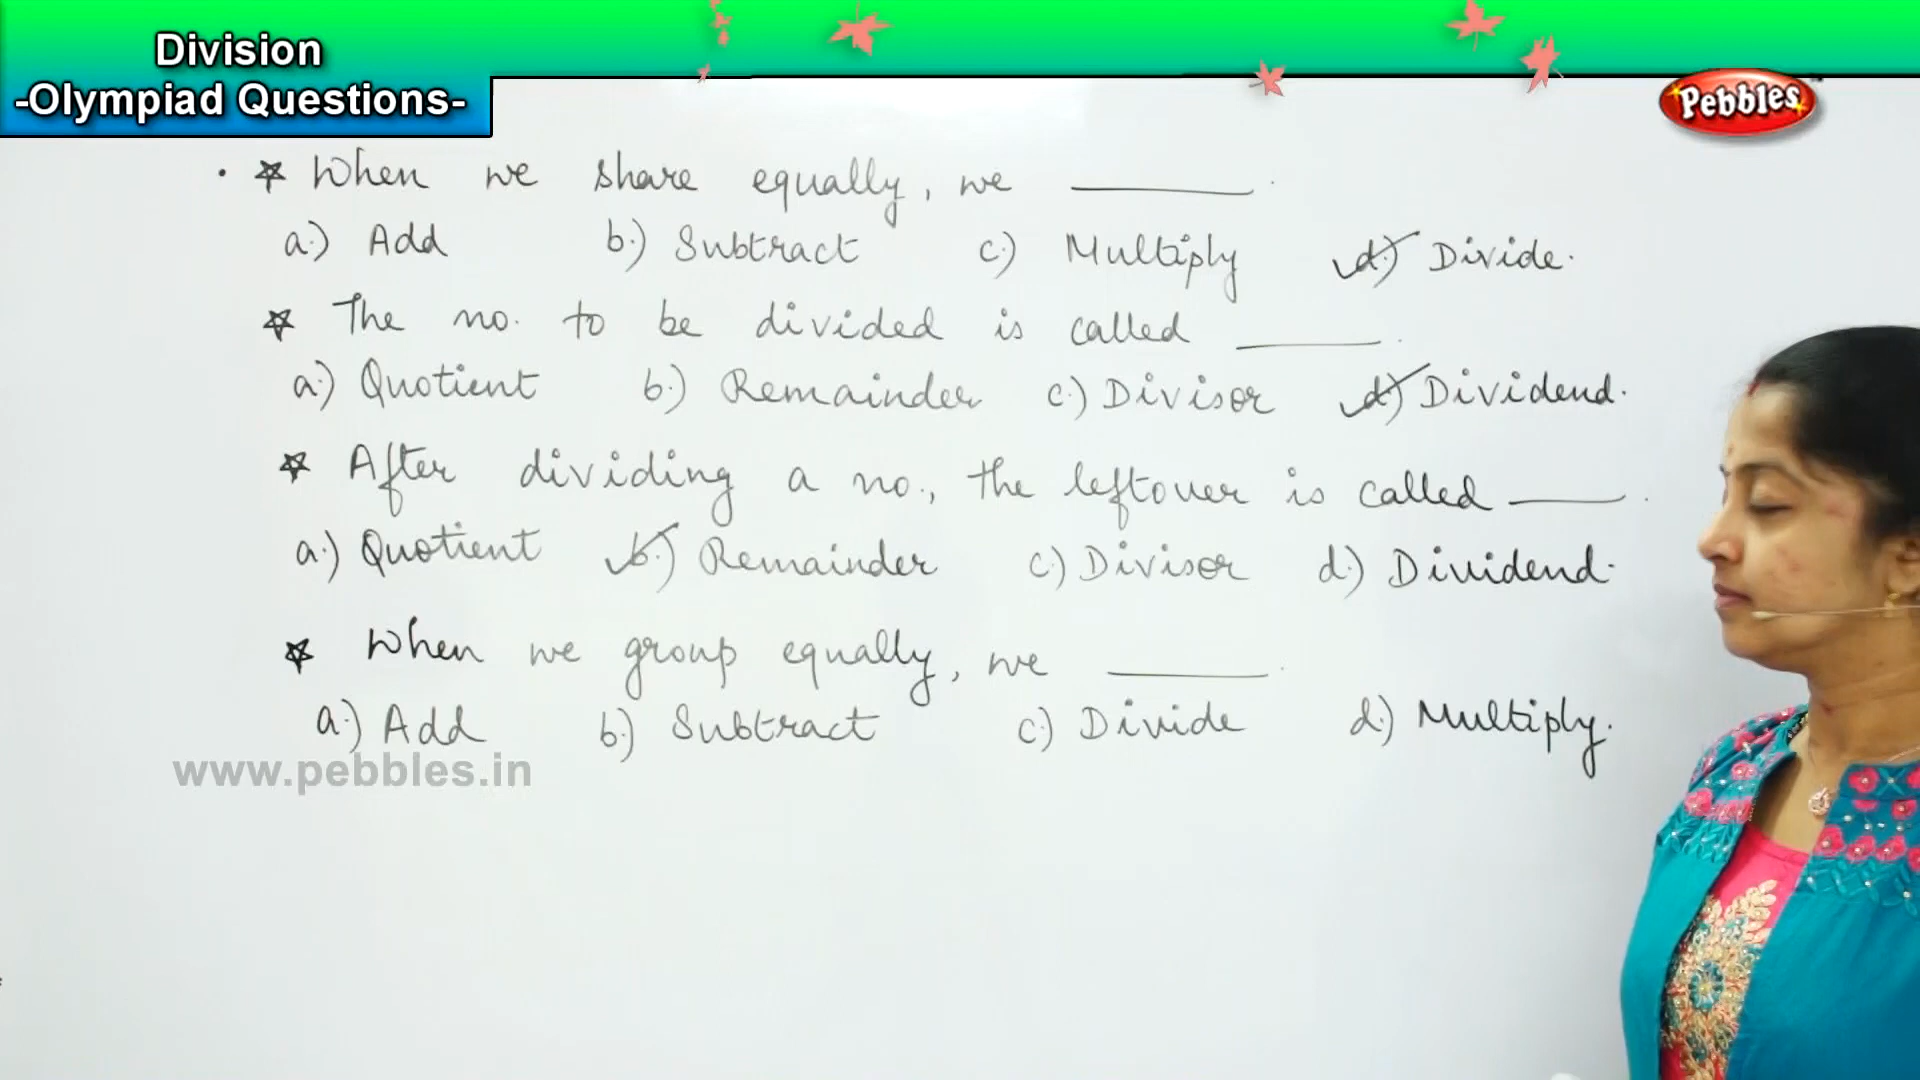 Division
-Olympiad Questions-
Pebbles
When we share equally, we ______.
a.) Add b.) Subtract c.) Multiply d.) Divide.
The no. to be divided is called ______.
a.) Quotient b.) Remainder c.) Divisor d.) Dividend.
After dividing a no., the leftover is called ______.
a.) Quotient b.) Remainder c.) Divisor d.) Dividend.
When we group equally, we ______.
a.) Add b.) Subtract c.) Divide d.) Multiply.
www.pebbles.in